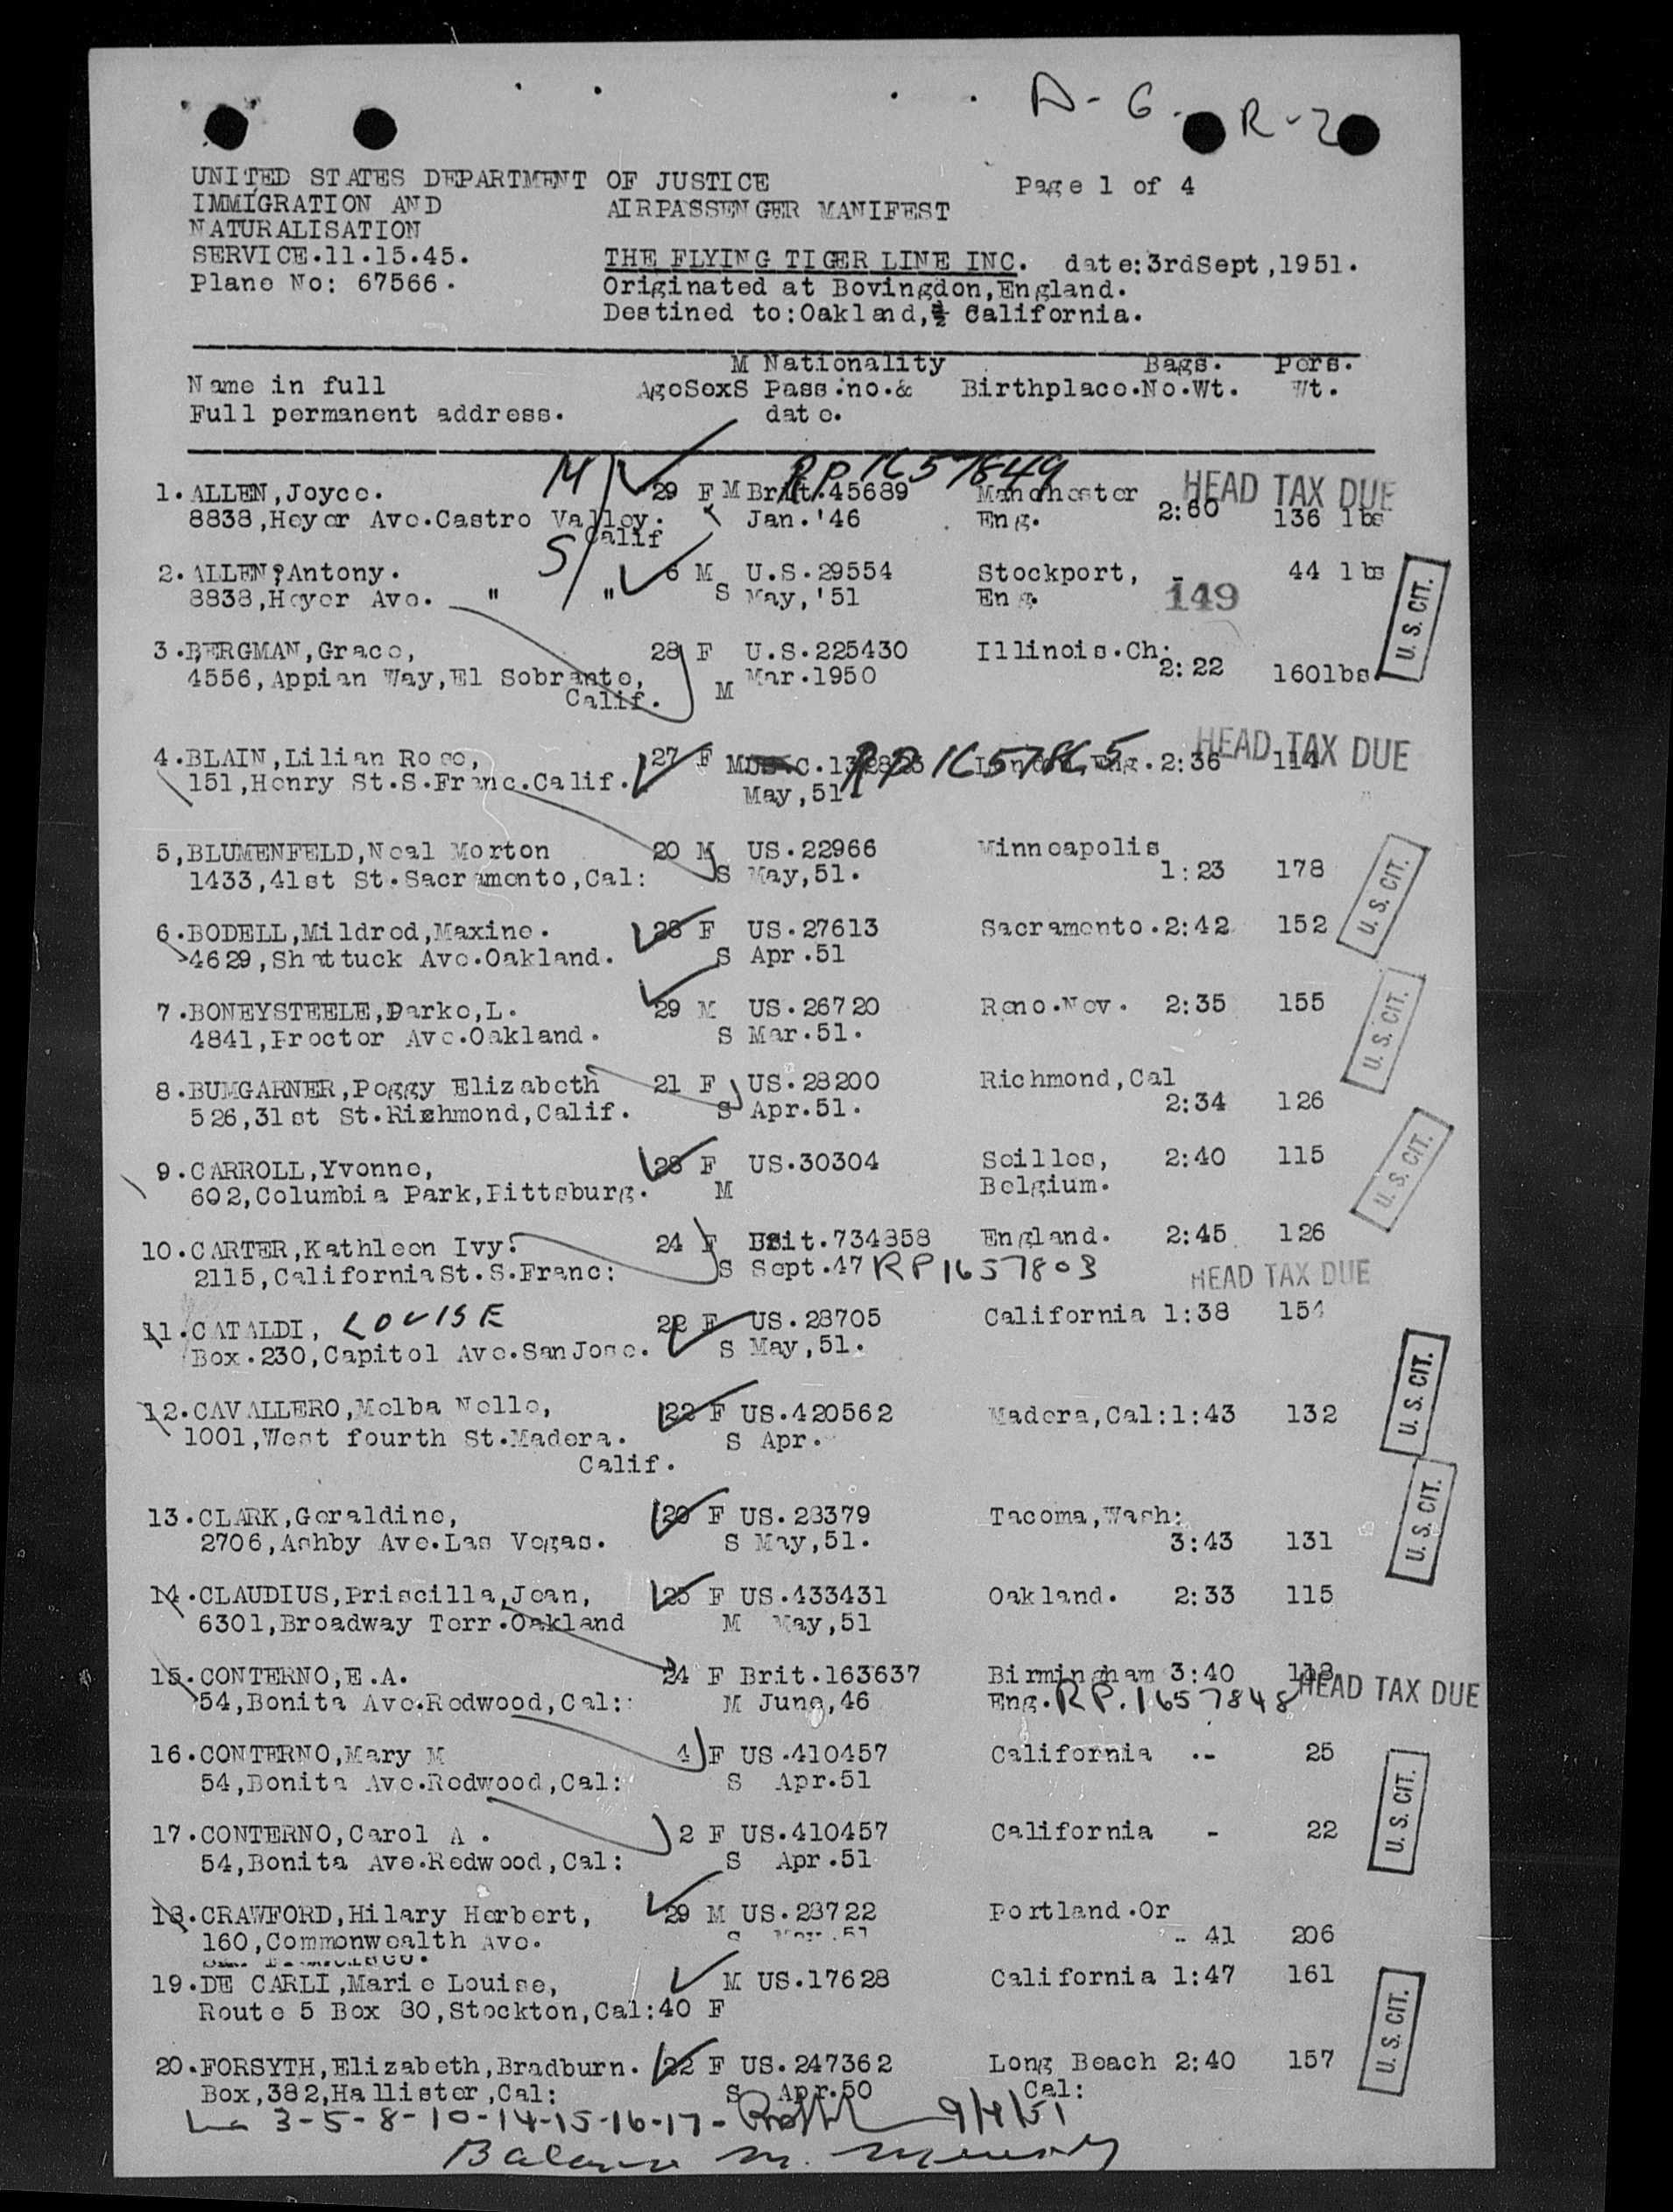 A-6. R-2
UNITED STATES DEPARTMENT OF JUSTICE Page 1 of 4
IMMIGRATION AND AIRPASSENGER MANIFEST
NATURALISATION
SERVICE.11.15.45. THE FLYING TIGER LINE INC. date:3rdSept,1951.
Plane No: 67566. Originated at Bovingdon,England.
Destined to:Oakland, California.
M Nationality Bags. Pers.
Name in full AgeSexS Pass.no.& Birthplace.No.Wt. Wt.
Full permanent address. date.
M RP 1657849
1.ALLEN,Joyce. 29 F M Brit.45689 Manchester HEAD TAX DUE
8838,Heyer Ave.Castro Valley. Jan.'46 Eng. 2:60 136 lbs
Calif
S
2.ALLEN,Antony. 6 M U.S.29554 Stockport, - 44 lbs
8838,Heyer Ave. " " S May,'51 Eng. 149
U.S. CIT.
3.BERGMAN,Grace, 28 F U.S.225430 Illinois.Ch:
4556,Appian Way,El Sobrante, M Mar.1950 2:22 160lbs
Calif.
4.BLAIN,Lilian Rose, 27 F M RP 1657865 Eng.2:36 114 HEAD TAX DUE
151,Henry St.S.Franc.Calif. May,51.
5,BLUMENFELD,Neal Morton 20 M US.22966 Minneapolis
1433,41st St.Sacramento,Cal: S May,51. 1:23 178
U.S. CIT.
6.BODELL,Mildred,Maxine. F US.27613 Sacramento.2:42 152
4629,Shattuck Ave.Oakland. S Apr.51
7.BONEYSTEELE,Darke,L. 29 M US.26720 Reno.Nev. 2:35 155
4841,Proctor Ave.Oakland. S Mar.51.
U.S. CIT.
8.BUMGARNER,Peggy Elizabeth 21 F US.28200 Richmond,Cal
526,31st St.Richmond,Calif. S Apr.51. 2:34 126
9.CARROLL,Yvonne, 28 F US.30304 Seilles, 2:40 115
602,Columbia Park,Pittsburg. M Belgium.
U.S. CIT.
10.CARTER,Kathleen Ivy. 24 F Brit.734858 England. 2:45 126
2115,CaliforniaSt.S.Franc: S Sept.47 RP1657803 HEAD TAX DUE
11.CATALDI, LOUISE 22 F US.28705 California 1:38 154
Box.230,Capitol Ave.SanJose. S May,51.
12.CAVALLERO,Melba Nelle, 22 F US.420562 Madera,Cal:1:43 132
1001,West fourth St.Madera. S Apr.
Calif.
U.S. CIT.
13.CLARK,Geraldine, 20 F US.28379 Tacoma,Wash:
2706,Ashby Ave.Las Vegas. S May,51. 3:43 131
U.S. CIT.
14.CLAUDIUS,Priscilla,Jean, 25 F US.433431 Oakland. 2:33 115
6301,Broadway Terr.Oakland M May,51
15.CONTERNO,E.A. 24 F Brit.163637 Birmingham 3:40 HEAD TAX DUE
54,Bonita Ave.Redwood,Cal: M June,46 Eng.RP.1657848
16.CONTERNO,Mary M 4 F US.410457 California .- 25
54,Bonita Ave.Redwood,Cal: S Apr.51
17.CONTERNO,Carol A . 2 F US.410457 California - 22
54,Bonita Ave.Redwood,Cal: S Apr.51
U.S. CIT.
18.CRAWFORD,Hilary Herbert, 29 M US.28722 Portland.Or
160,Commonwealth Ave. 41 206
19.DE CARLI,Marie Louise, M US.17628 California 1:47 161
Route 5 Box 80,Stockton,Cal:40 F
U.S. CIT.
20.FORSYTH,Elizabeth,Bradburn. 22 F US.247362 Long Beach 2:40 157
Box,382,Hallister,Cal: S Apr.50 Cal:
3-5-8-10-14-15-16-17- 9/4/51
Balance